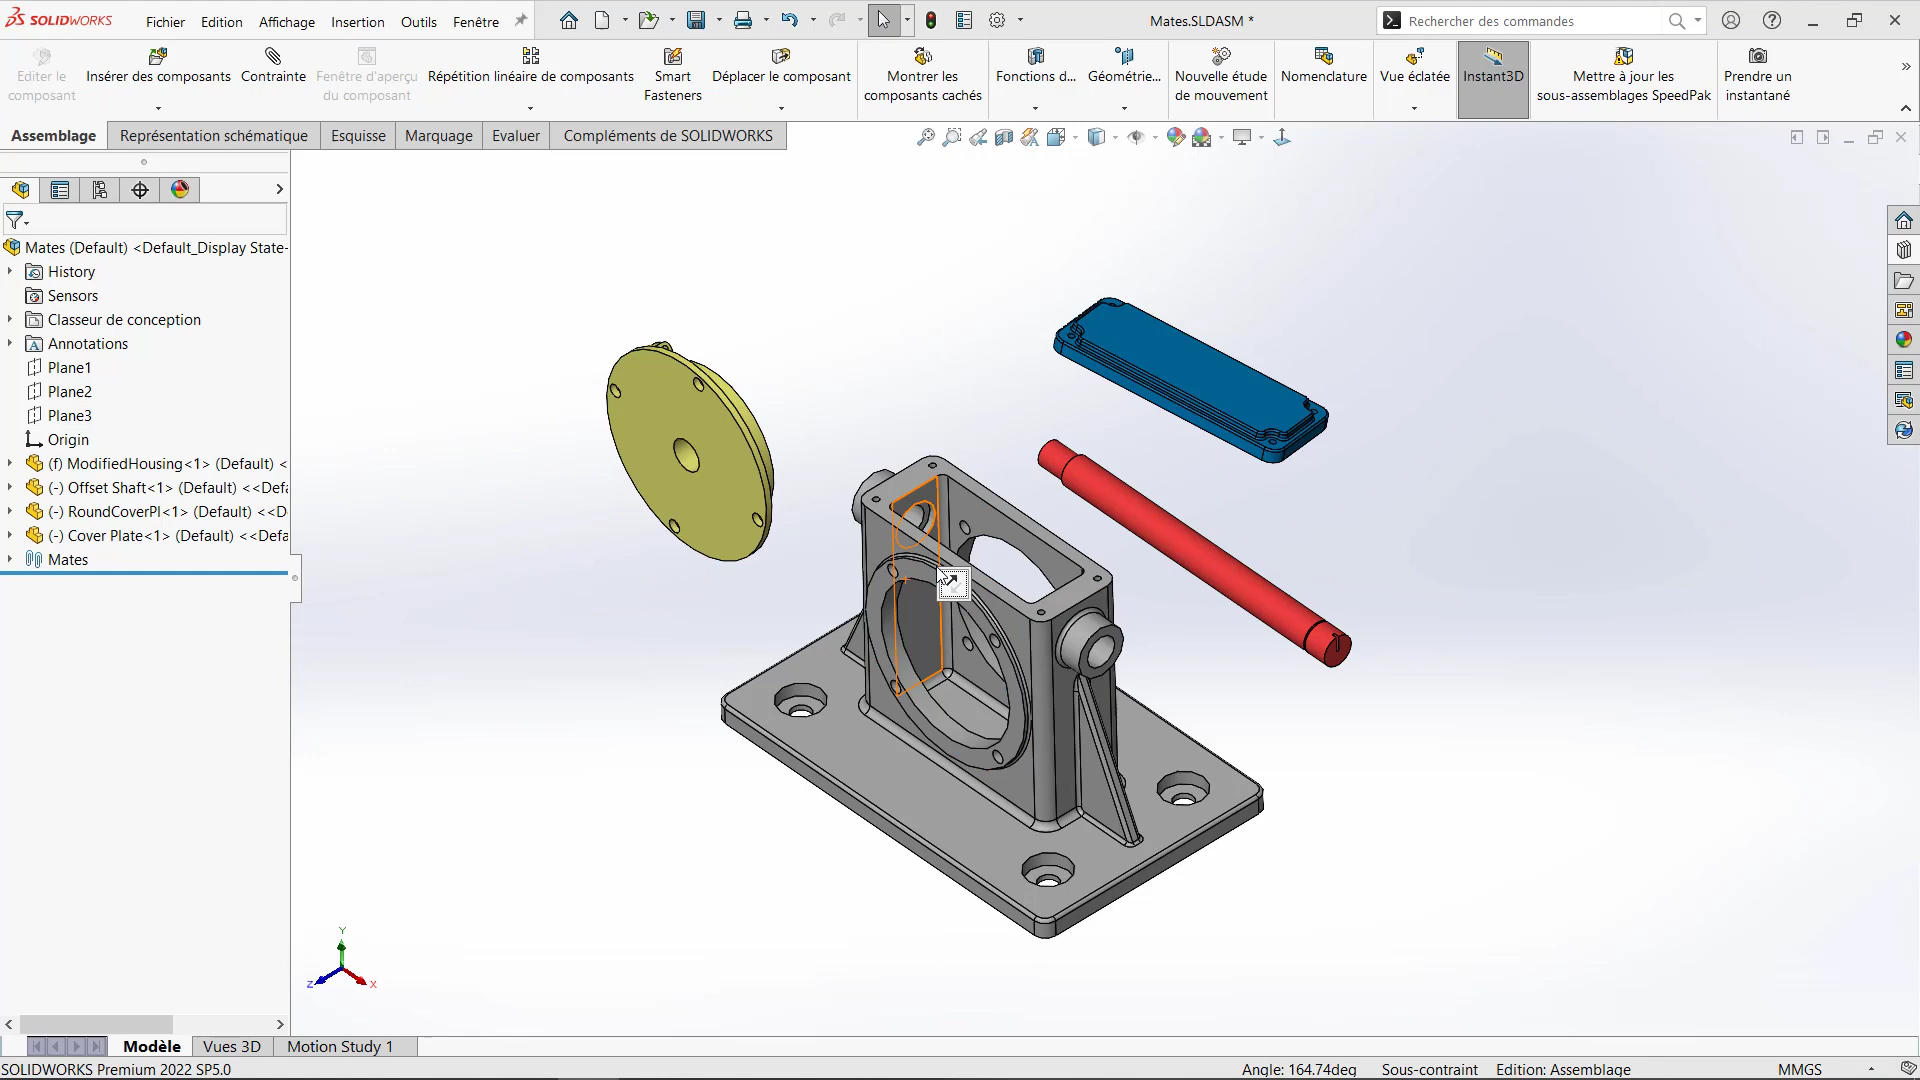 SOLIDWORKS
Fichier Edition Affichage Insertion Outils Fenêtre
Mates.SLDASM *
Rechercher des commandes
Editer le composant
Insérer des composants
Contrainte
Fenêtre d'aperçu du composant
Répétition linéaire de composants
Smart Fasteners
Déplacer le composant
Montrer les composants cachés
Fonctions d...
Géométrie...
Nouvelle étude de mouvement
Nomenclature
Vue éclatée
Instant3D
Mettre à jour les sous-assemblages SpeedPak
Prendre un instantané
Assemblage Représentation schématique Esquisse Marquage Evaluer Compléments de SOLIDWORKS
Mates (Default) <Default_Display State-
History
Sensors
Classeur de conception
Annotations
Plane1
Plane2
Plane3
Origin
(f) ModifiedHousing<1> (Default) <
(-) Offset Shaft<1> (Default) <<Defa
(-) RoundCoverPl<1> (Default) <<D
(-) Cover Plate<1> (Default) <<Defa
Mates
Y
Z
X
Modèle Vues 3D Motion Study 1
SOLIDWORKS Premium 2022 SP5.0
Angle: 164.74deg Sous-contraint Edition: Assemblage MMGS